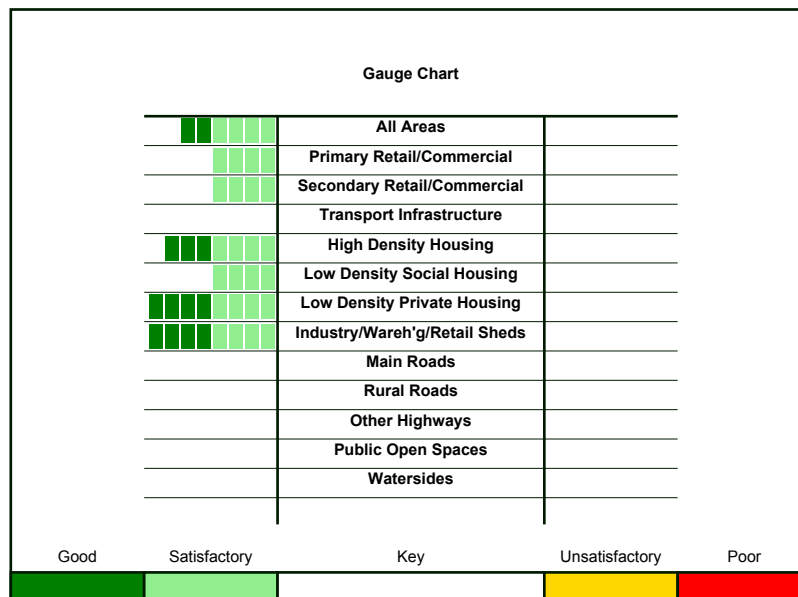 Gauge Chart
All Areas
Primary Retail/Commercial
Secondary Retail/Commercial
Transport Infrastructure
High Density Housing
Low Density Social Housing
Low Density Private Housing
Industry/Wareh'g/Retail Sheds
Main Roads
Rural Roads
Other Highways
Public Open Spaces
Watersides
Good Satisfactory Key Unsatisfactory Poor